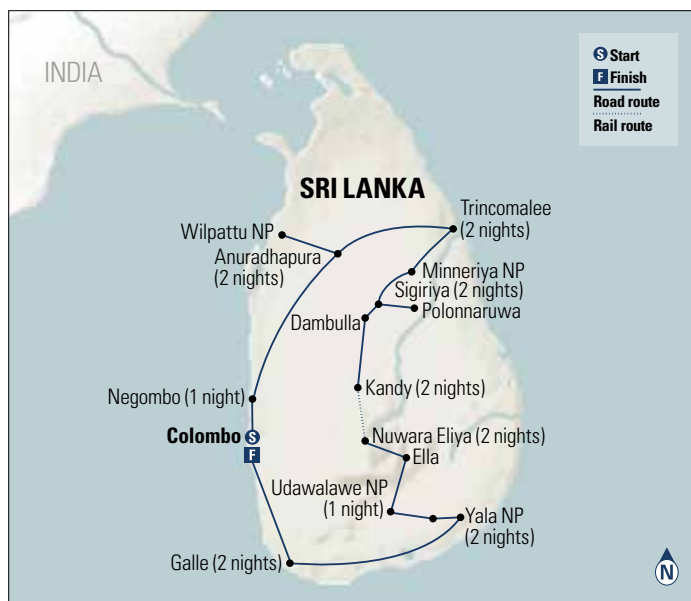 INDIA
S Start
F Finish
Road route
Rail route
SRI LANKA
Trincomalee
(2 nights)
Wilpattu NP
Anuradhapura
(2 nights)
Minneriya NP
Sigiriya (2 nights)
Polonnaruwa
Dambulla
Kandy (2 nights)
Negombo (1 night)
Colombo S
F
Nuwara Eliya (2 nights)
Ella
Udawalawe NP
(1 night)
Yala NP
(2 nights)
Galle (2 nights)
N